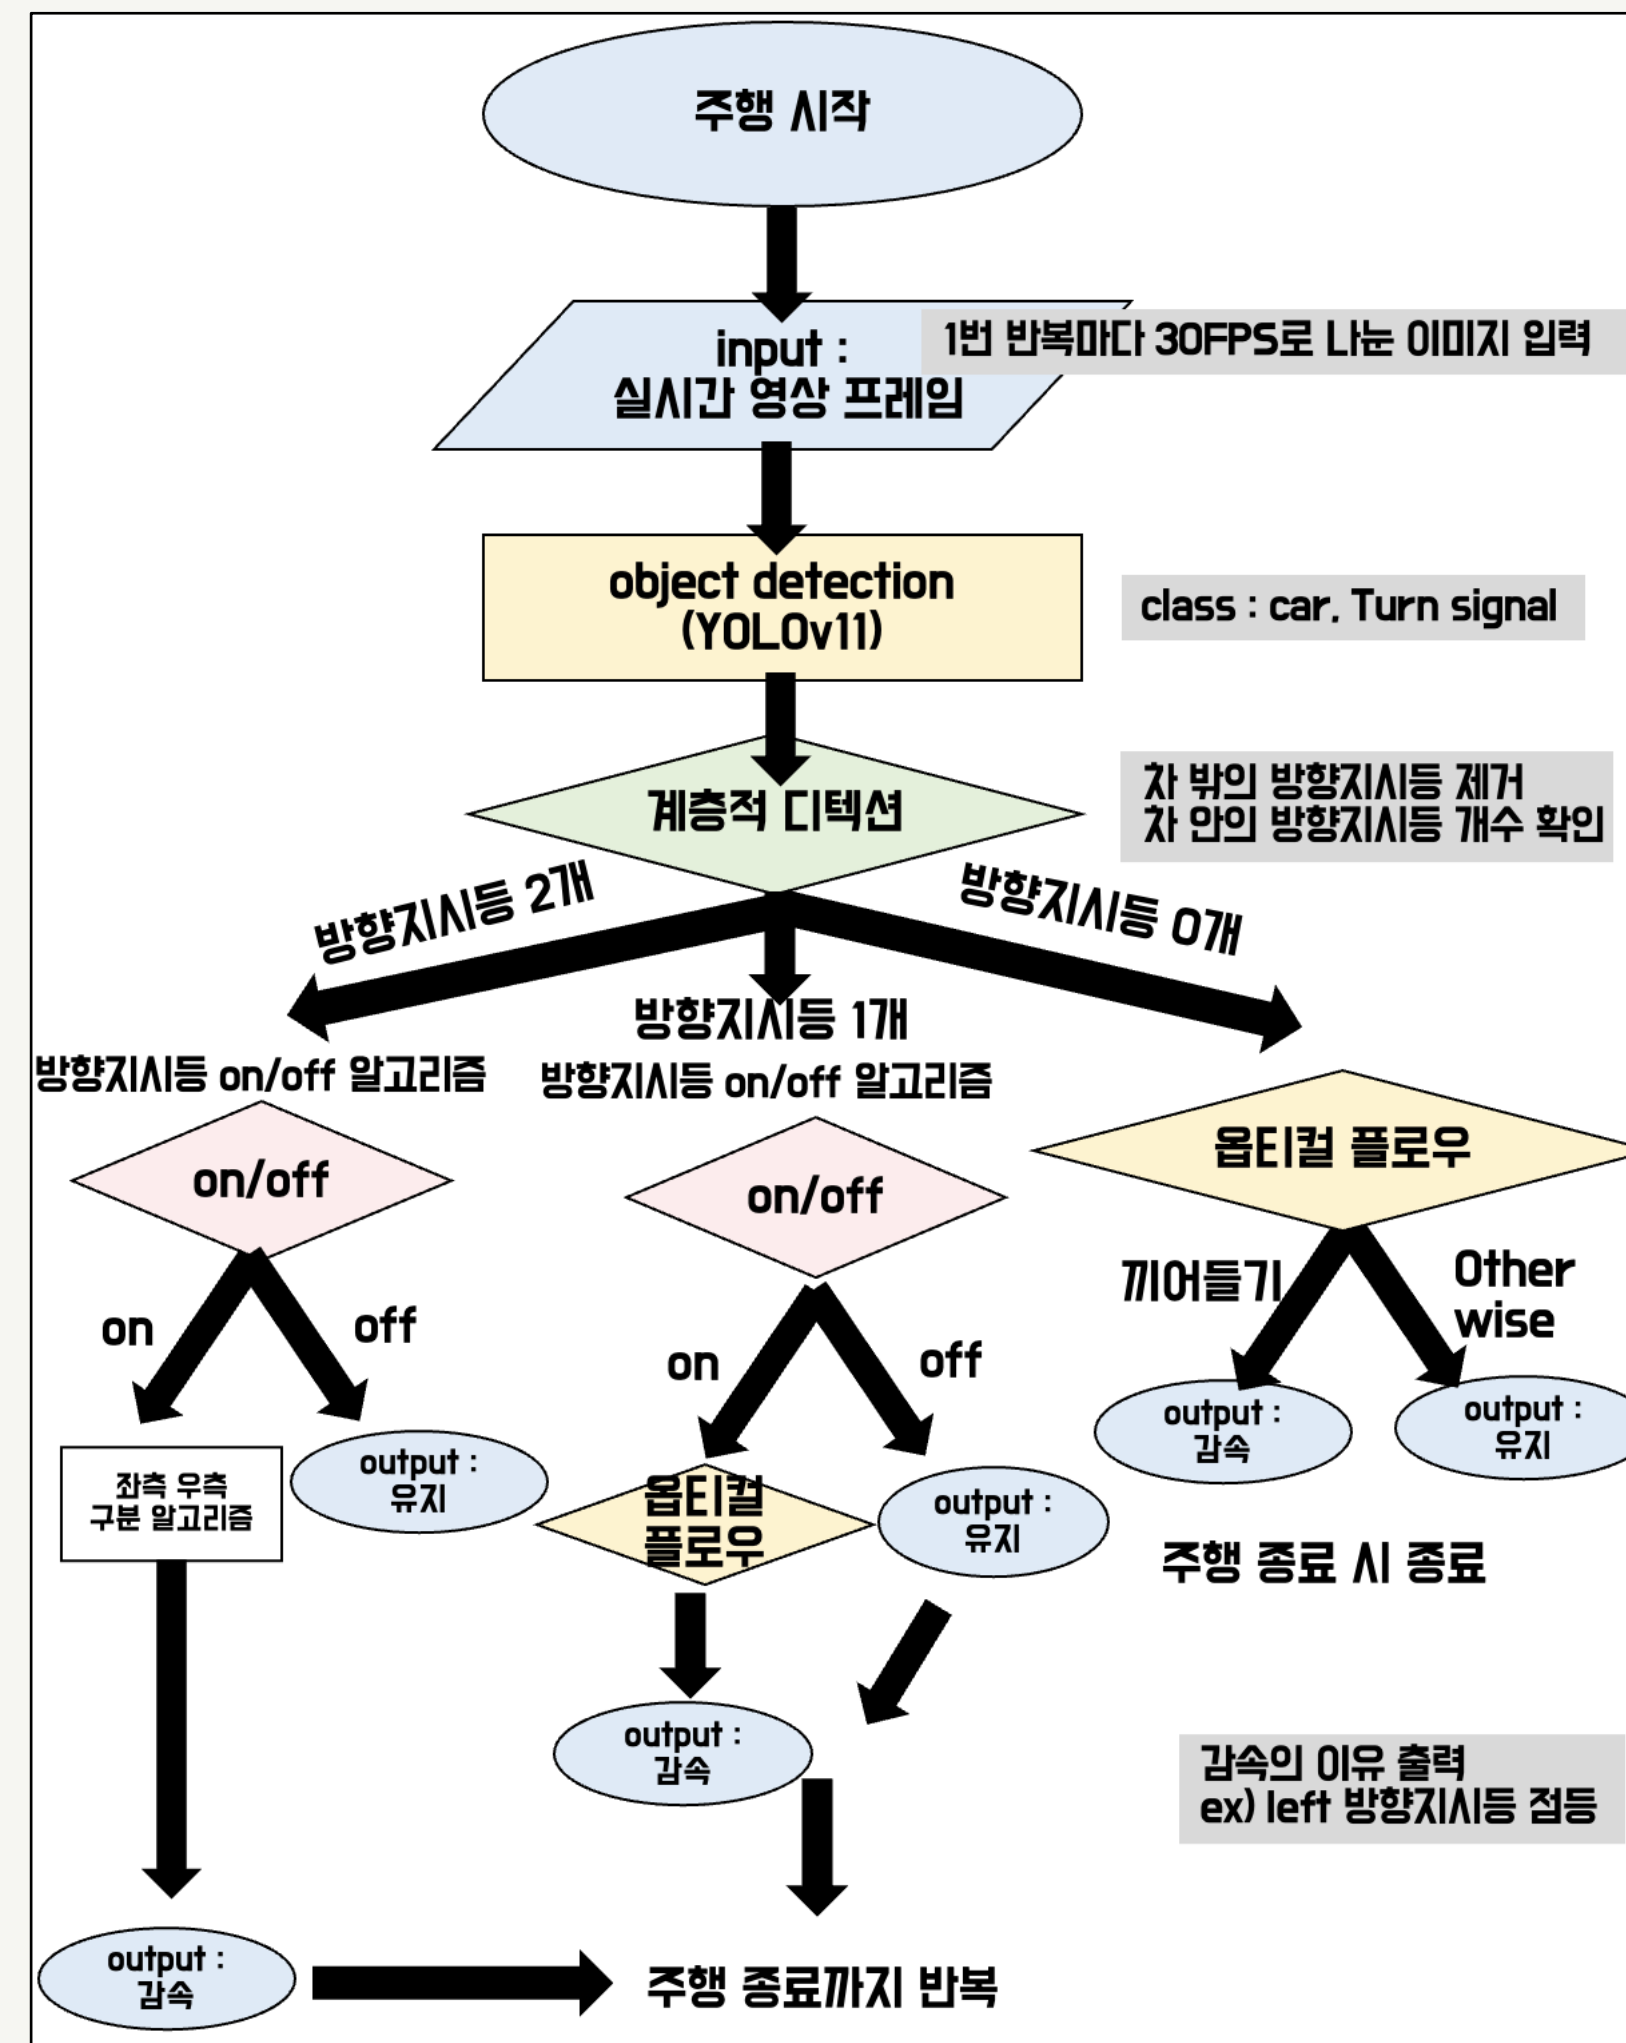 주행 시작
input :
실시간 영상 프레임
1번 반복마다 30FPS로 나눈 이미지 입력
object detection
(YOLOv11)
class : car, Turn signal
계층적 디텍션
차 밖의 방향지시등 제거
차 안의 방향지시등 개수 확인
방향지시등 2개
방향지시등 0개
방향지시등 1개
방향지시등 on/off 알고리즘
방향지시등 on/off 알고리즘
on/off
on/off
옵티컬 플로우
on
off
on
off
끼어들기
Other
wise
output :
감속
output :
유지
좌측 우측
구분 알고리즘
output :
유지
옵티컬
플로우
output :
유지
주행 종료 시 종료
output :
감속
감속의 이유 출력
ex) left 방향지시등 점등
output :
감속
주행 종료까지 반복